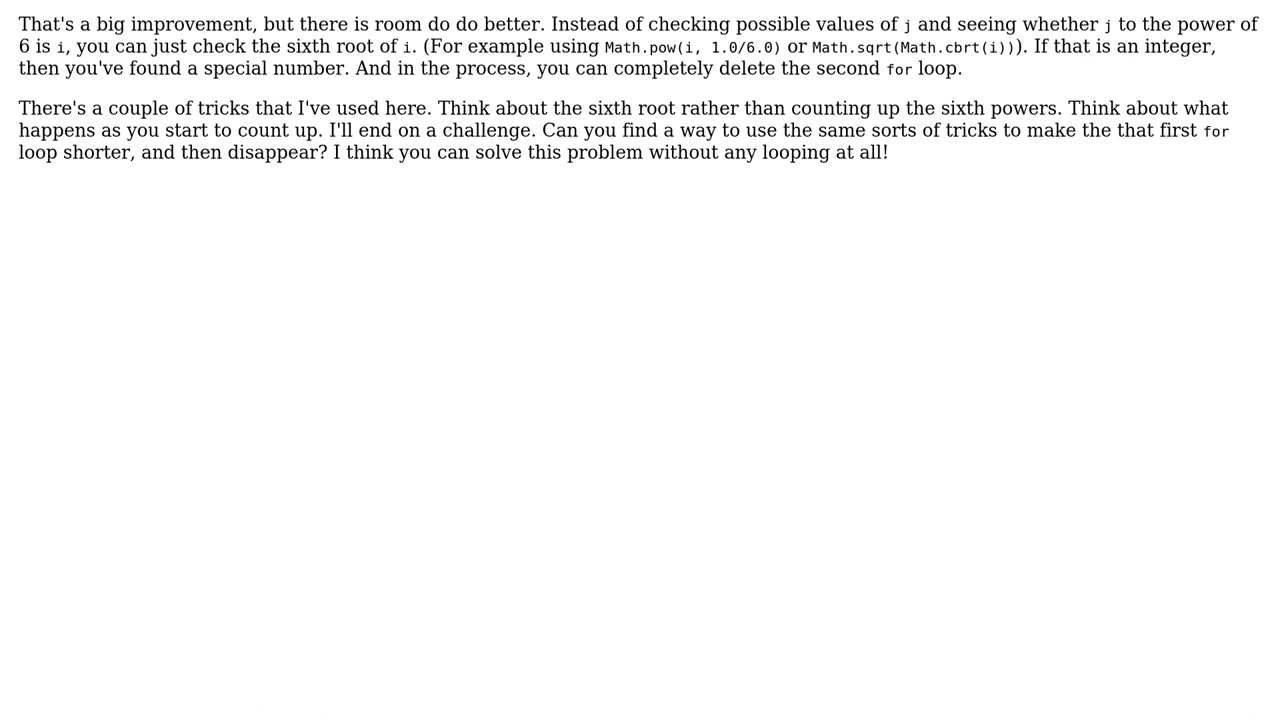 That's a big improvement, but there is room do do better. Instead of checking possible values of j and seeing whether j to the power of
6 is i, you can just check the sixth root of i. (For example using Math.pow(i, 1.0/6.0) or Math.sqrt(Math.cbrt(i))). If that is an integer,
then you've found a special number. And in the process, you can completely delete the second for loop.
There's a couple of tricks that I've used here. Think about the sixth root rather than counting up the sixth powers. Think about what
happens as you start to count up. I'll end on a challenge. Can you find a way to use the same sorts of tricks to make the that first for
loop shorter, and then disappear? I think you can solve this problem without any looping at all!